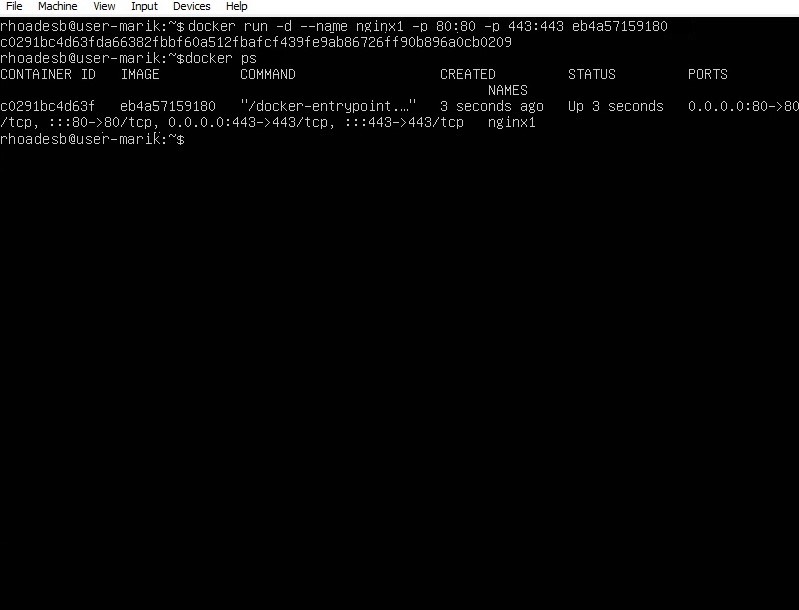 File Machine View Input Devices Help
rhoadesb@user-marik:~$ docker run -d --name nginx1 -p 80:80 -p 443:443 eb4a57159180
c0291bc4d63fda66382fbbf60a512fbafcf439fe9ab86726ff90b896a0cb0209
rhoadesb@user-marik:~$docker ps
CONTAINER ID IMAGE COMMAND CREATED STATUS PORTS
NAMES
c0291bc4d63f eb4a57159180 "/docker-entrypoint.…" 3 seconds ago Up 3 seconds 0.0.0.0:80->80
/tcp, :::80->80/tcp, 0.0.0.0:443->443/tcp, :::443->443/tcp nginx1
rhoadesb@user-marik:~$